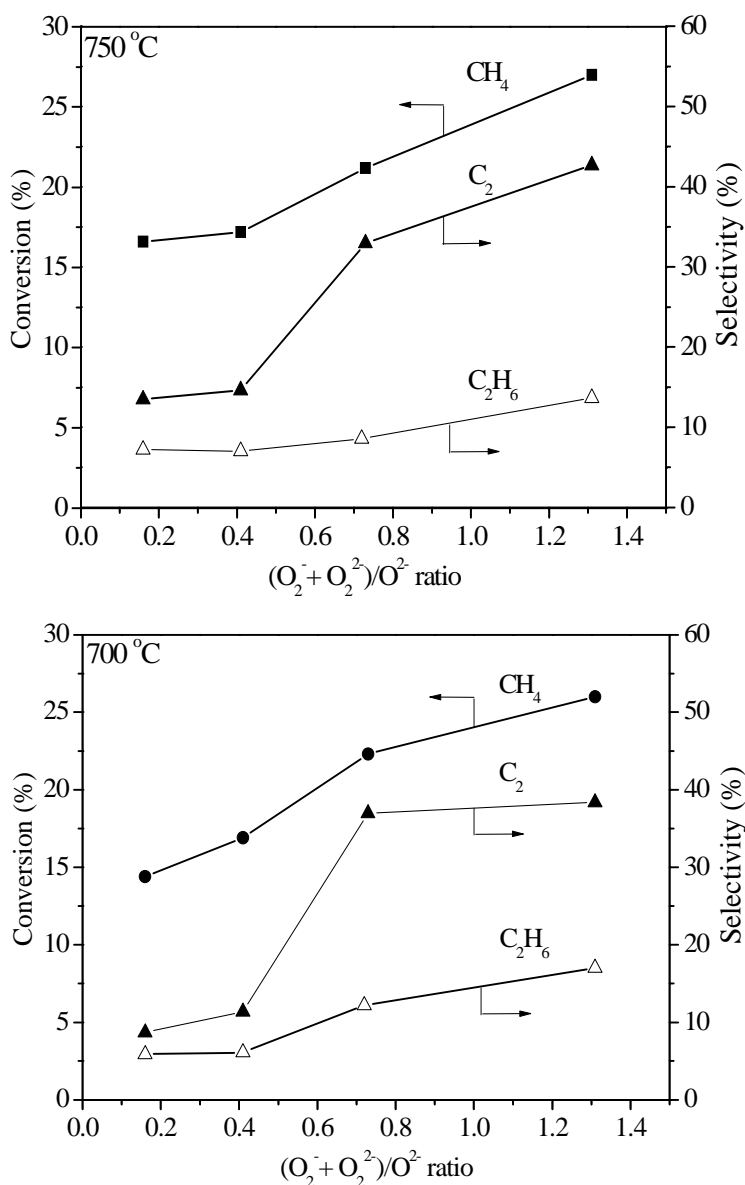 750 °C
CH₄
C₂
C₂H₆
Conversion (%)
Selectivity (%)
30
25
20
15
10
5
0
60
50
40
30
20
10
0
0.0 0.2 0.4 0.6 0.8 1.0 1.2 1.4
(O₂⁻ + O₂²⁻)/O²⁻ ratio
700 °C
CH₄
C₂
C₂H₆
Conversion (%)
Selectivity (%)
30
25
20
15
10
5
0
60
50
40
30
20
10
0
0.0 0.2 0.4 0.6 0.8 1.0 1.2 1.4
(O₂⁻ + O₂²⁻)/O²⁻ ratio